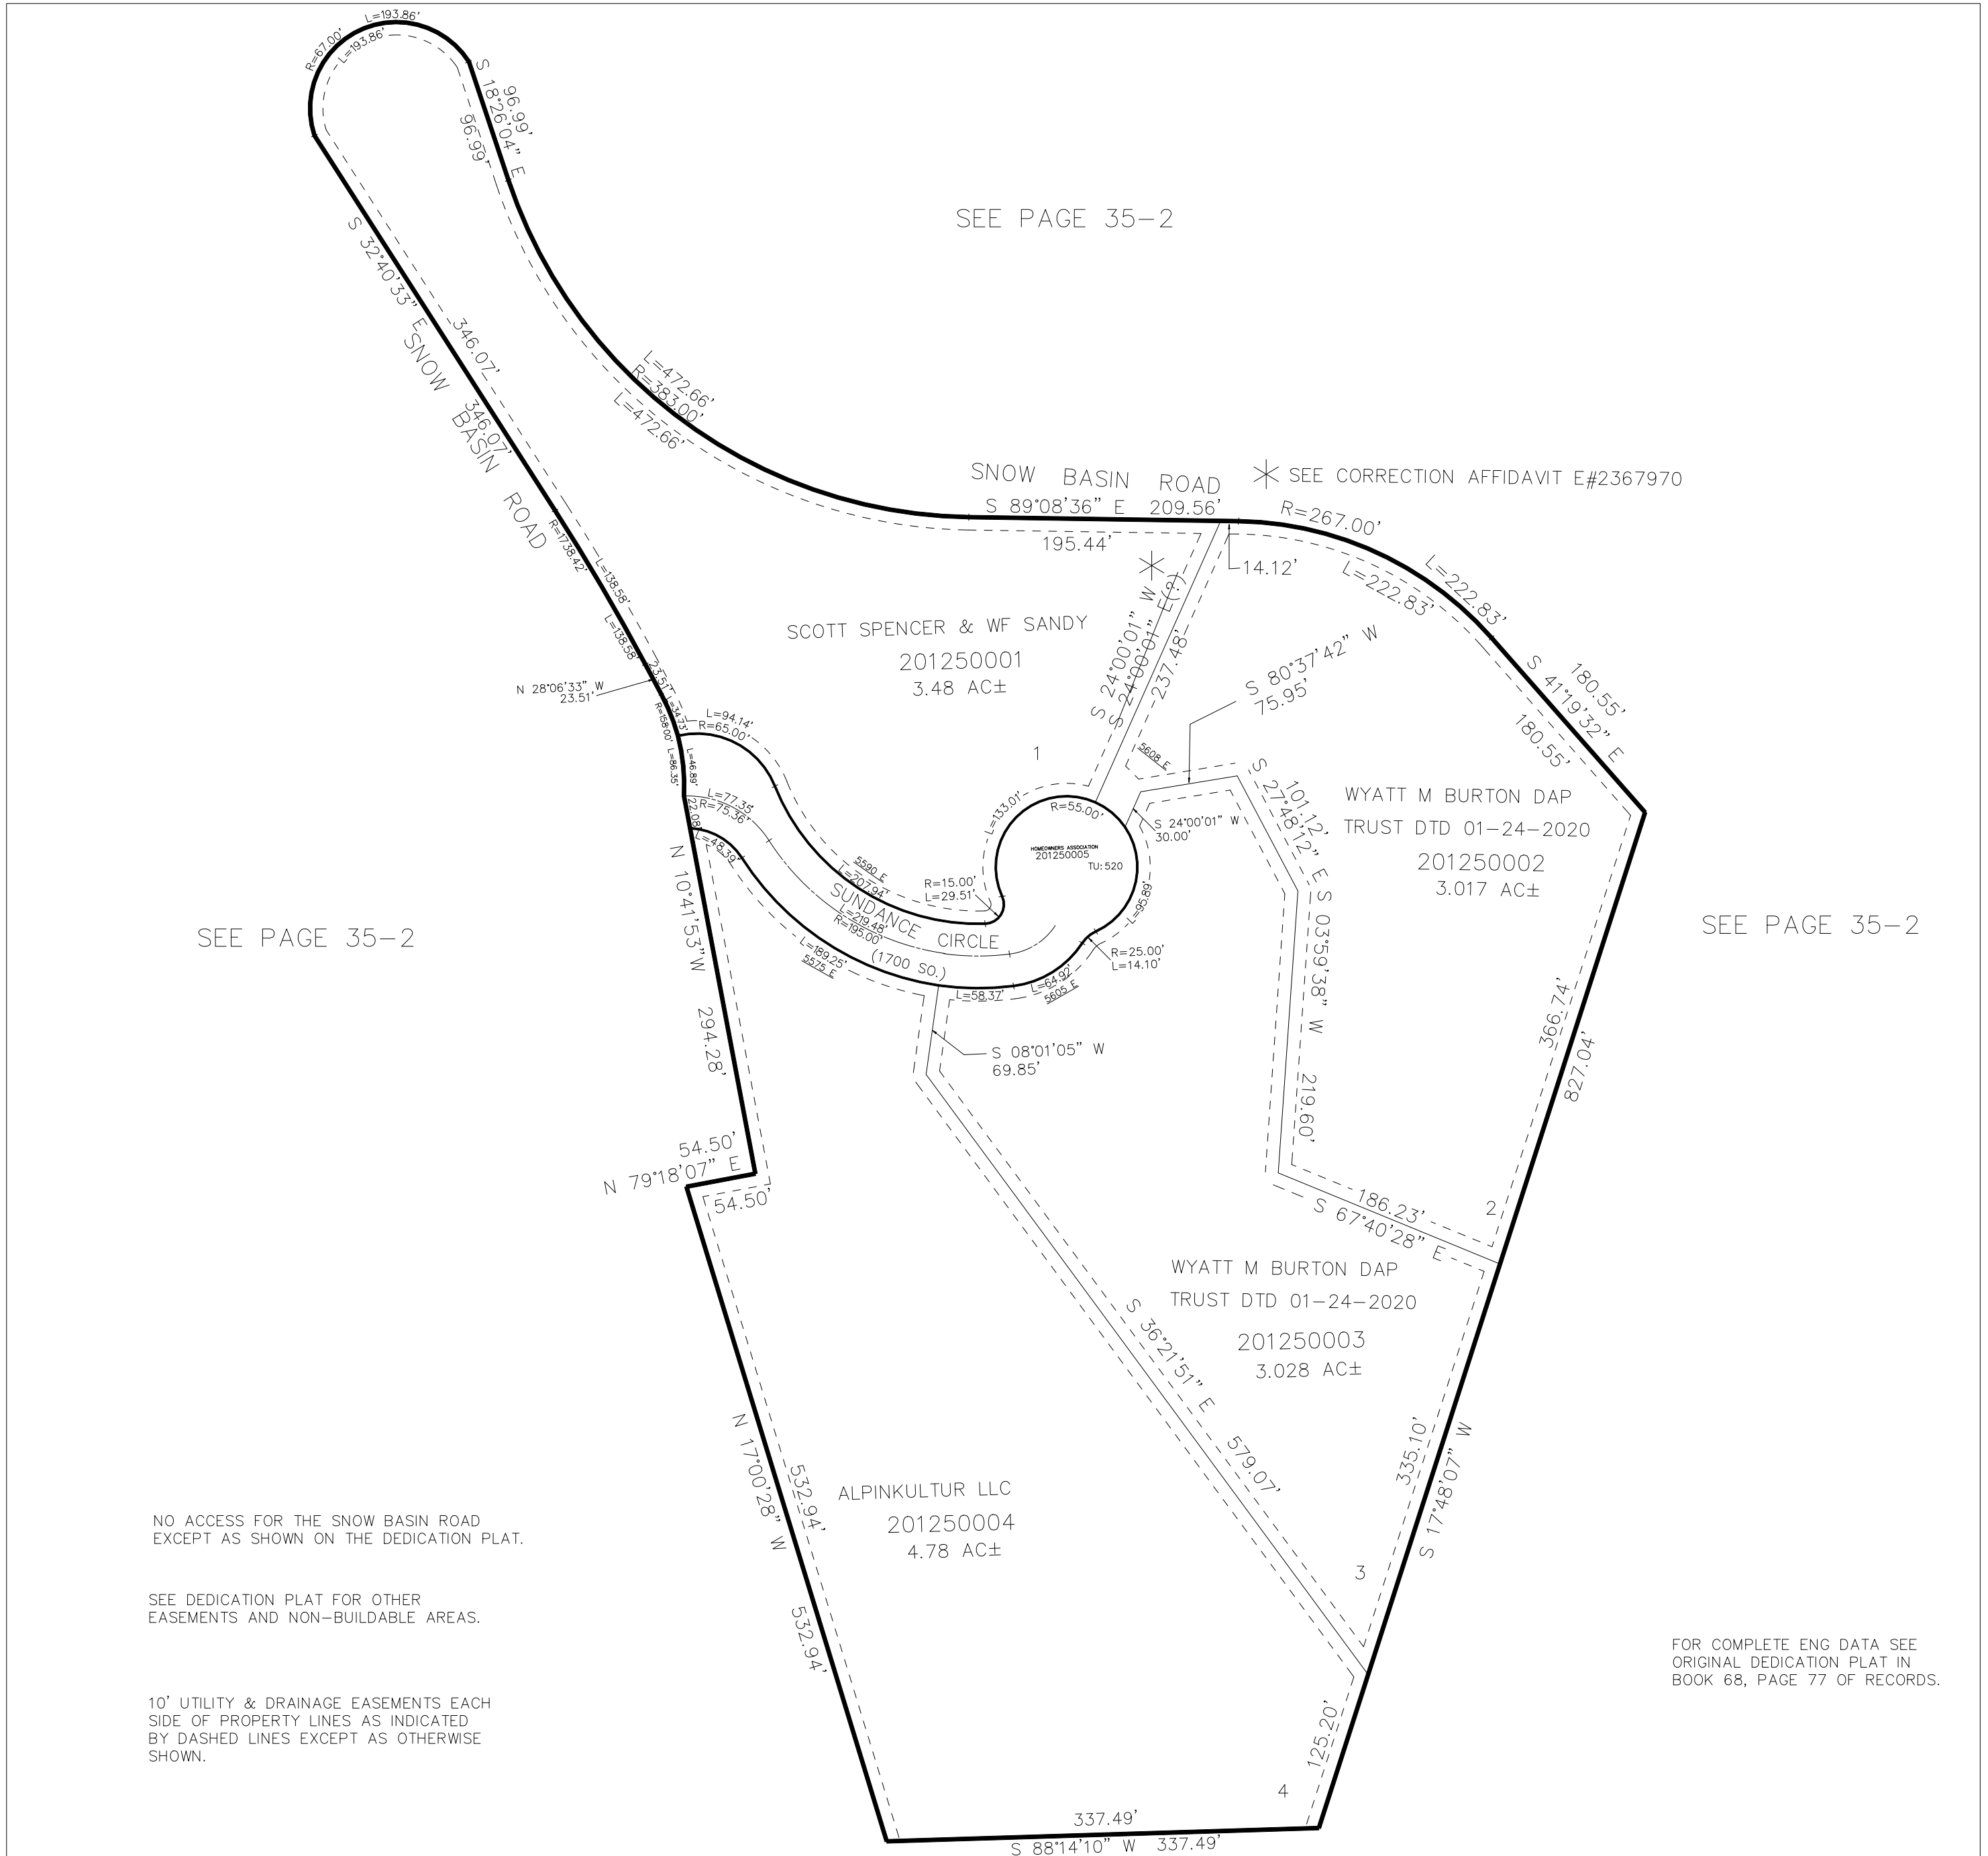 L=193.86'
R=67.00'
L=193.86'
S 18°26'04" E
96.99'
96.99'
SEE PAGE 35-2
S 32°40'33" E
346.07'
346.07'
SNOW BASIN ROAD
L=472.66'
R=383.00'
L=472.66'
SNOW BASIN ROAD
SEE CORRECTION AFFIDAVIT E#2367970
S 89°08'36" E 209.56'
R=267.00'
195.44'
14.12'
L=222.83'
L=222.83'
R=1738.42'
L=138.58'
L=138.58'
S 24°00'01" W
S 24°00'01" E(?)
237.48'
SCOTT SPENCER & WF SANDY
201250001
3.48 AC±
S 80°37'42" W
75.95'
180.55'
S 41°19'32" E
180.55'
N 28°06'33" W
23.51'
23.51'
L=34.73'
R=158.00'
L=94.14'
R=65.00'
L=46.89'
L=86.35'
1
5608 E
S 27°48'12" E
101.12'
WYATT M BURTON DAP
TRUST DTD 01-24-2020
201250002
3.017 AC±
L=77.35'
R=75.36'
22.08'
L=48.39'
L=133.01'
R=55.00'
S 24°00'01" W
30.00'
HOMEOWNERS ASSOCIATION
201250005
TU: 520
5590 E
L=207.94'
R=15.00'
L=29.51'
SUNDANCE CIRCLE
(1700 SO.)
L=219.48'
R=195.00'
L=95.89'
R=25.00'
L=14.10'
L=189.25'
5575 E
L=58.37'
L=64.92'
5605 E
N 10°41'53"W
294.28'
S 03°59'38" W
219.60'
SEE PAGE 35-2
SEE PAGE 35-2
366.74'
827.04'
S 08°01'05" W
69.85'
54.50'
N 79°18'07" E
54.50'
186.23'
S 67°40'28" E
2
WYATT M BURTON DAP
TRUST DTD 01-24-2020
201250003
3.028 AC±
S 36°21'51" E
579.07'
335.10'
S 17°48'07" W
N 17°00'28" W
532.94'
532.94'
ALPINKULTUR LLC
201250004
4.78 AC±
3
NO ACCESS FOR THE SNOW BASIN ROAD
EXCEPT AS SHOWN ON THE DEDICATION PLAT.
SEE DEDICATION PLAT FOR OTHER
EASEMENTS AND NON-BUILDABLE AREAS.
FOR COMPLETE ENG DATA SEE
ORIGINAL DEDICATION PLAT IN
BOOK 68, PAGE 77 OF RECORDS.
10' UTILITY & DRAINAGE EASEMENTS EACH
SIDE OF PROPERTY LINES AS INDICATED
BY DASHED LINES EXCEPT AS OTHERWISE
SHOWN.
125.20'
4
337.49'
S 88°14'10" W 337.49'